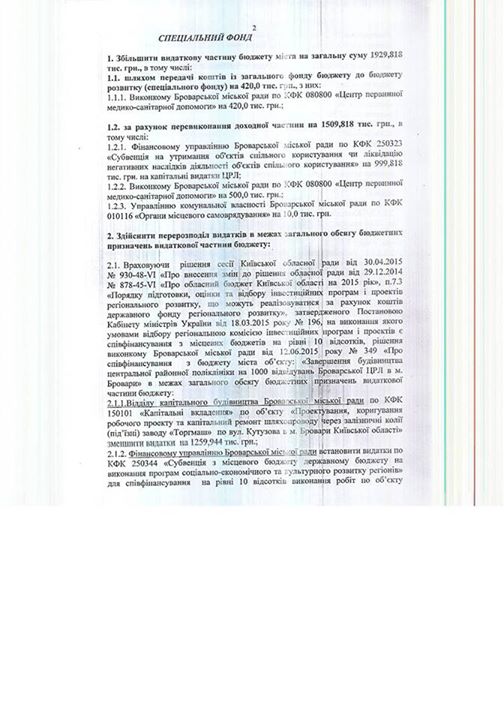 2
СПЕЦІАЛЬНИЙ ФОНД
1. Збільшити видаткову частину бюджету міста на загальну суму 1929,818
тис. грн., в тому числі:
1.1. шляхом передачі коштів із загального фонду бюджету до бюджету
розвитку (спеціального фонду) на 420,0 тис. грн., з них:
1.1.1. Виконкому Броварської міської ради по КФК 080800 «Центр первинної
медико-санітарної допомоги» на 420,0 тис. грн.;
1.2. за рахунок перевиконання доходної частини на 1509,818 тис. грн., в
тому числі:
1.2.1. Фінансовому управлінню Броварської міської ради по КФК 250323
«Субвенція на утримання об'єктів спільного користування чи ліквідацію
негативних наслідків діяльності об'єктів спільного користування» на 999,818
тис. грн. на капітальні видатки ЦРЛ;
1.2.2. Виконкому Броварської міської ради по КФК 080800 «Центр первинної
медико-санітарної допомоги» на 500,0 тис. грн.;
1.2.3. Управлінню комунальної власності Броварської міської ради по КФК
010116 «Органи місцевого самоврядування» на 10,0 тис. грн.
2. Здійснити перерозподіл видатків в межах загального обсягу бюджетних
призначень видаткової частини бюджету:
2.1. Враховуючи рішення сесії Київської обласної ради від 30.04.2015
№ 930-48-VI «Про внесення змін до рішення обласної ради від 29.12.2014
№ 878-45-VI «Про обласний бюджет Київської області на 2015 рік», п.7.3
«Порядку підготовки, оцінки та відбору інвестиційних програм і проектів
регіонального розвитку, що можуть реалізовуватися за рахунок коштів
державного фонду регіонального розвитку», затвердженого Постановою
Кабінету міністрів України від 18.03.2015 року № 196, на виконання якого
умовами відбору регіональною комісією інвестиційних програм і проєктів є
співфінансування з місцевих бюджетів на рівні 10 відсотків, рішення
виконкому Броварської міської ради від 12.06.2015 року № 349 «Про
співфінансування з бюджету міста об'єкту: «Завершення будівництва
центральної районної поліклініки на 1000 відвідувань Броварської ЦРЛ в м.
Бровари» в межах загального обсягу бюджетних призначень видаткової
частини бюджету:
2.1.1.Відділу капітального будівництва Броварської міської ради по КФК
150101 «Капітальні вкладення» по об'єкту «Проектування, коригування
робочого проекту та капітальний ремонт шляхопроводу через залізничні колії
(під'їзні) заводу «Торгмаш» по вул. Кутузова в м. Бровари Київської області»
зменшити видатки на 1259,944 тис. грн.;
2.1.2. Фінансовому управлінню Броварської міської ради встановити видатки по
КФК 250344 «Субвенція з місцевого бюджету державному бюджету на
виконання програм соціально-економічного та культурного розвитку регіонів»
для співфінансування на рівні 10 відсотків виконання робіт по об'єкту